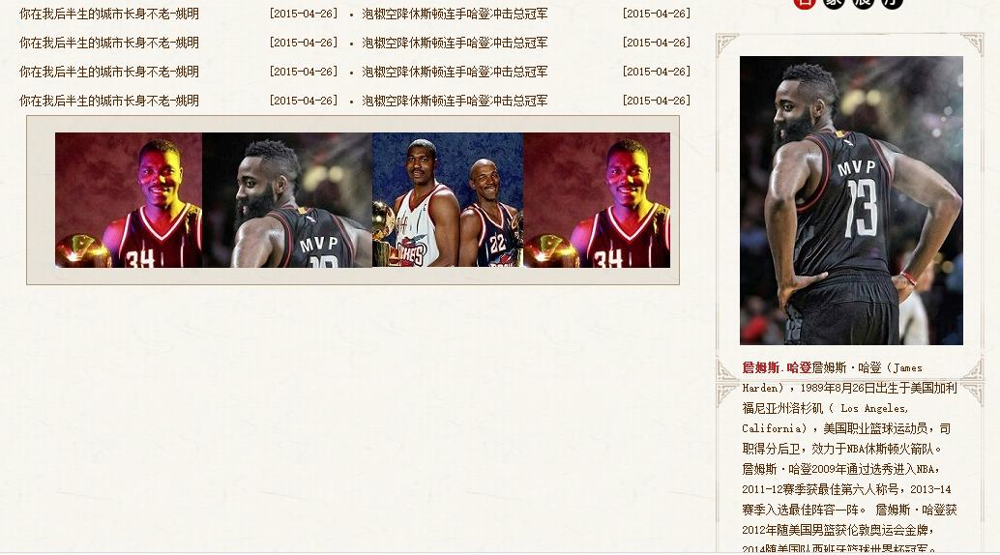 名家展厅
你在我后半生的城市长身不老-姚明 [2015-04-26] • 泡椒空降休斯顿连手哈登冲击总冠军 [2015-04-26]
你在我后半生的城市长身不老-姚明 [2015-04-26] • 泡椒空降休斯顿连手哈登冲击总冠军 [2015-04-26]
你在我后半生的城市长身不老-姚明 [2015-04-26] • 泡椒空降休斯顿连手哈登冲击总冠军 [2015-04-26]
你在我后半生的城市长身不老-姚明 [2015-04-26] • 泡椒空降休斯顿连手哈登冲击总冠军 [2015-04-26]
34
MVP
34
22
34
MVP
13
詹姆斯.哈登詹姆斯·哈登（James
Harden），1989年8月26日出生于美国加利
福尼亚州洛杉矶（ Los Angeles,
California），美国职业篮球运动员，司
职得分后卫，效力于NBA休斯顿火箭队。
詹姆斯·哈登2009年通过选秀进入NBA，
2011-12赛季获最佳第六人称号，2013-14
赛季入选最佳阵容一阵。 詹姆斯·哈登获
2012年随美国男篮获伦敦奥运会金牌，
2014随美国队西班牙篮球世界杯冠军。